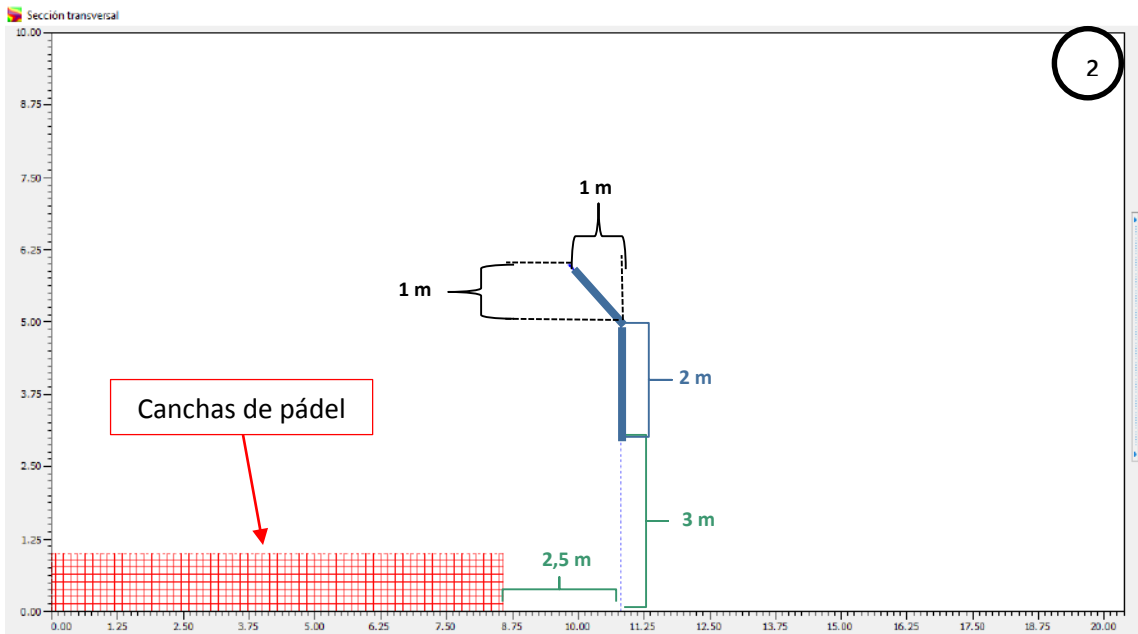 Sección transversal
10.00
2
8.75
7.50
1 m
6.25
1 m
5.00
2 m
3.75
Canchas de pádel
2.50
3 m
1.25
2,5 m
0.00
0.00 1.25 2.50 3.75 5.00 6.25 7.50 8.75 10.00 11.25 12.50 13.75 15.00 16.25 17.50 18.75 20.00